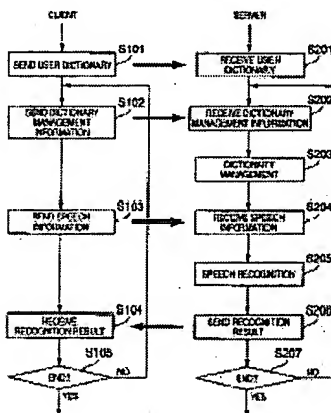 CLIENT
SERVER
S101
SEND USER DICTIONARY
S201
RECEIVE USER
DICTIONARY
S102
SEND DICTIONARY
MANAGEMENT
INFORMATION
S202
RECEIVE DICTIONARY
MANAGEMENT INFORMATION
S203
DICTIONARY
MANAGEMENT
S103
SEND SPEECH
INFORMATION
S204
RECEIVE SPEECH
INFORMATION
S205
SPEECH RECOGNITION
S104
RECEIVE
RECOGNITION RESULT
S206
SEND RECOGNITION
RESULT
S105
END?
NO
YES
S207
END?
NO
YES